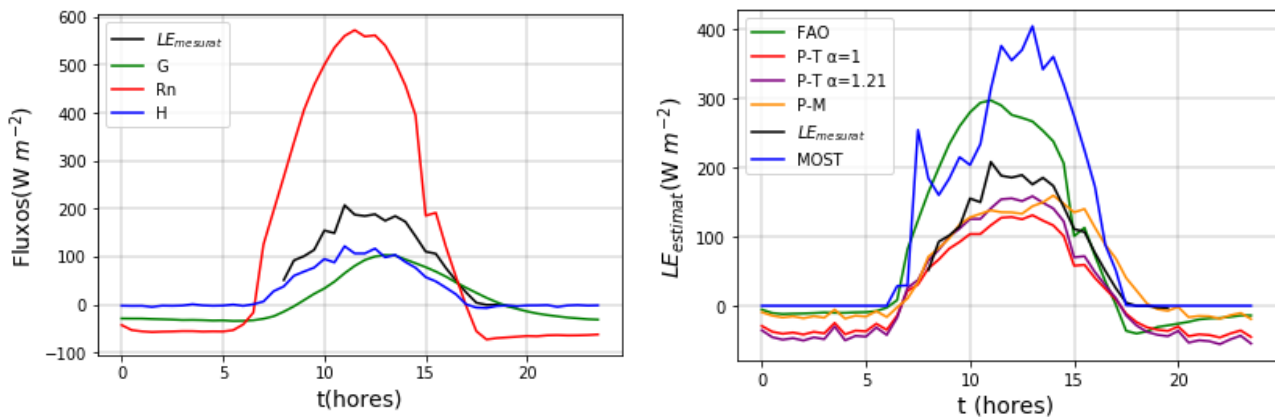 600
500
400
300
200
100
0
−100
Fluxos(W m⁻²)
LE_mesurat
G
Rn
H
0 5 10 15 20
t(hores)
400
300
200
100
0
LE_estimat(W m⁻²)
FAO
P-T α=1
P-T α=1.21
P-M
LE_mesurat
MOST
0 5 10 15 20
t (hores)